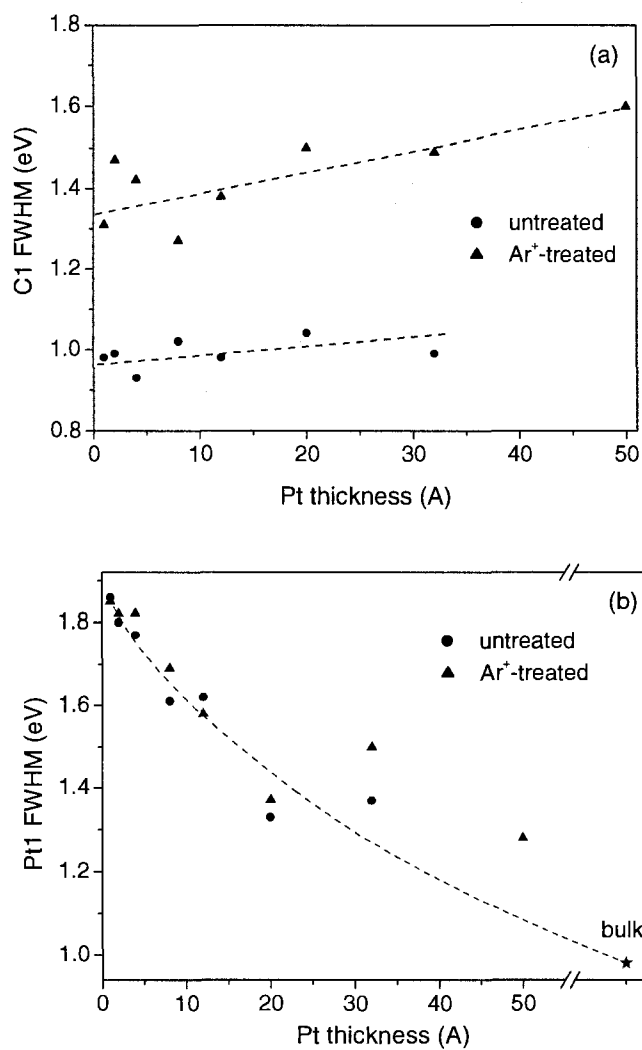 1.8
(a)
1.6
1.4
untreated
Ar+-treated
1.2
1.0
0.8
0 10 20 30 40 50
C1 FWHM (eV)
Pt thickness (A)
(b)
1.8
untreated
Ar+-treated
1.6
1.4
1.2
bulk
1.0
0 10 20 30 40 50
Pt1 FWHM (eV)
Pt thickness (A)